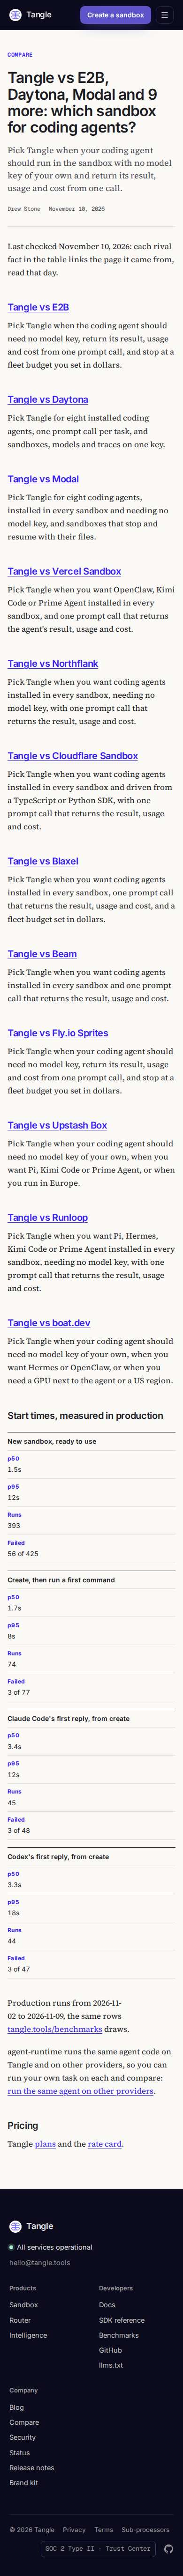 Tangle
Create a sandbox
COMPARE
Tangle vs E2B,
Daytona, Modal and 9
more: which sandbox
for coding agents?
Pick Tangle when the coding agent should
run in the sandbox with no model
key of your own and return its result,
usage and cost from one call.
Drew Stone November 10, 2026
Last checked November 10, 2026: each rival
fact in the table links the page it came from,
read that day.
Tangle vs E2B
Pick Tangle when the coding agent should
need no model key, return its result, usage
and cost from one prompt call, and stop at a
fleet budget you set in dollars.
Tangle vs Daytona
Pick Tangle for eight installed coding
agents, one prompt call per task, and
sandboxes, models and traces on one key.
Tangle vs Modal
Pick Tangle for eight coding agents,
installed in every sandbox and needing no
model key, and sandboxes that stop and
resume with their files.
Tangle vs Vercel Sandbox
Pick Tangle when you want OpenClaw, Kimi
Code or Prime Agent installed in every
sandbox, and one prompt call that returns
the agent's result, usage and cost.
Tangle vs Northflank
Pick Tangle when you want coding agents
installed in every sandbox, needing no
model key, with one prompt call that
returns the result, usage and cost.
Tangle vs Cloudflare Sandbox
Pick Tangle when you want coding agents
installed in every sandbox and driven from
a TypeScript or Python SDK, with one
prompt call that returns the result, usage
and cost.
Tangle vs Blaxel
Pick Tangle when you want coding agents
installed in every sandbox, one prompt call
that returns the result, usage and cost, and a
fleet budget set in dollars.
Tangle vs Beam
Pick Tangle when you want coding agents
installed in every sandbox and one prompt
call that returns the result, usage and cost.
Tangle vs Fly.io Sprites
Pick Tangle when your coding agent should
need no model key, return its result, usage
and cost from one prompt call, and stop at a
fleet budget you set in dollars.
Tangle vs Upstash Box
Pick Tangle when your coding agent should
need no model key of your own, when you
want Pi, Kimi Code or Prime Agent, or when
you run in Europe.
Tangle vs Runloop
Pick Tangle when you want Pi, Hermes,
Kimi Code or Prime Agent installed in every
sandbox, needing no model key, with one
prompt call that returns the result, usage
and cost.
Tangle vs boat.dev
Pick Tangle when your coding agent should
need no model key of your own, when you
want Hermes or OpenClaw, or when you
need a GPU next to the agent or a US region.
Start times, measured in production
New sandbox, ready to use
p50
1.5s
p95
12s
Runs
393
Failed
56 of 425
Create, then run a first command
p50
1.7s
p95
8s
Runs
74
Failed
3 of 77
Claude Code's first reply, from create
p50
3.4s
p95
12s
Runs
45
Failed
3 of 48
Codex's first reply, from create
p50
3.3s
p95
18s
Runs
44
Failed
3 of 47
Production runs from 2026-11-
02 to 2026-11-09, the same rows
tangle.tools/benchmarks draws.
agent-runtime runs the same agent code on
Tangle and on other providers, so you can
run your own task on each and compare:
run the same agent on other providers.
Pricing
Tangle plans and the rate card.
Tangle
All services operational
hello@tangle.tools
Products
Sandbox
Router
Intelligence
Developers
Docs
SDK reference
Benchmarks
GitHub
llms.txt
Company
Blog
Compare
Security
Status
Release notes
Brand kit
© 2026 Tangle Privacy Terms Sub-processors
SOC 2 Type II · Trust Center